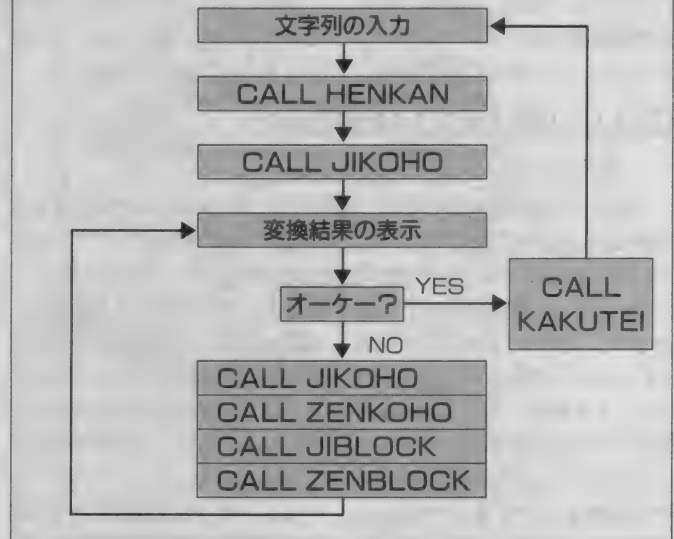 文字列の入力
CALL HENKAN
CALL JIKOHO
変換結果の表示
オーケー?
YES
CALL
KAKUTEI
NO
CALL JIKOHO
CALL ZENKOHO
CALL JIBLOCK
CALL ZENBLOCK